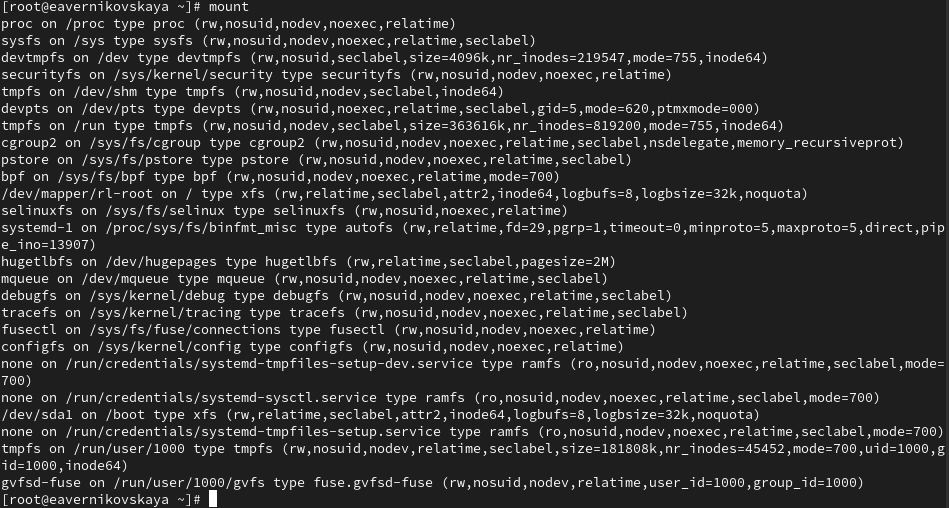 [root@eavernikovskaya ~]# mount
proc on /proc type proc (rw,nosuid,nodev,noexec,relatime)
sysfs on /sys type sysfs (rw,nosuid,nodev,noexec,relatime,seclabel)
devtmpfs on /dev type devtmpfs (rw,nosuid,seclabel,size=4096k,nr_inodes=219547,mode=755,inode64)
securityfs on /sys/kernel/security type securityfs (rw,nosuid,nodev,noexec,relatime)
tmpfs on /dev/shm type tmpfs (rw,nosuid,nodev,seclabel,inode64)
devpts on /dev/pts type devpts (rw,nosuid,noexec,relatime,seclabel,gid=5,mode=620,ptmxmode=000)
tmpfs on /run type tmpfs (rw,nosuid,nodev,seclabel,size=363616k,nr_inodes=819200,mode=755,inode64)
cgroup2 on /sys/fs/cgroup type cgroup2 (rw,nosuid,nodev,noexec,relatime,seclabel,nsdelegate,memory_recursiveprot)
pstore on /sys/fs/pstore type pstore (rw,nosuid,nodev,noexec,relatime,seclabel)
bpf on /sys/fs/bpf type bpf (rw,nosuid,nodev,noexec,relatime,mode=700)
/dev/mapper/rl-root on / type xfs (rw,relatime,seclabel,attr2,inode64,logbufs=8,logbsize=32k,noquota)
selinuxfs on /sys/fs/selinux type selinuxfs (rw,nosuid,noexec,relatime)
systemd-1 on /proc/sys/fs/binfmt_misc type autofs (rw,relatime,fd=29,pgrp=1,timeout=0,minproto=5,maxproto=5,direct,pip
e_ino=13907)
hugetlbfs on /dev/hugepages type hugetlbfs (rw,relatime,seclabel,pagesize=2M)
mqueue on /dev/mqueue type mqueue (rw,nosuid,nodev,noexec,relatime,seclabel)
debugfs on /sys/kernel/debug type debugfs (rw,nosuid,nodev,noexec,relatime,seclabel)
tracefs on /sys/kernel/tracing type tracefs (rw,nosuid,nodev,noexec,relatime,seclabel)
fusectl on /sys/fs/fuse/connections type fusectl (rw,nosuid,nodev,noexec,relatime)
configfs on /sys/kernel/config type configfs (rw,nosuid,nodev,noexec,relatime)
none on /run/credentials/systemd-tmpfiles-setup-dev.service type ramfs (ro,nosuid,nodev,noexec,relatime,seclabel,mode=
700)
none on /run/credentials/systemd-sysctl.service type ramfs (ro,nosuid,nodev,noexec,relatime,seclabel,mode=700)
/dev/sda1 on /boot type xfs (rw,relatime,seclabel,attr2,inode64,logbufs=8,logbsize=32k,noquota)
none on /run/credentials/systemd-tmpfiles-setup.service type ramfs (ro,nosuid,nodev,noexec,relatime,seclabel,mode=700)
tmpfs on /run/user/1000 type tmpfs (rw,nosuid,nodev,relatime,seclabel,size=181808k,nr_inodes=45452,mode=700,uid=1000,g
id=1000,inode64)
gvfsd-fuse on /run/user/1000/gvfs type fuse.gvfsd-fuse (rw,nosuid,nodev,relatime,user_id=1000,group_id=1000)
[root@eavernikovskaya ~]#